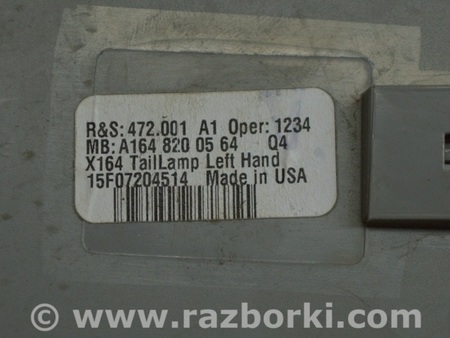 R&S: 472.001 A1 Oper: 1234
MB: A164 820 05 64 Q4
X164 TailLamp Left Hand
15F07204514 Made in USA
© www.razborki.com